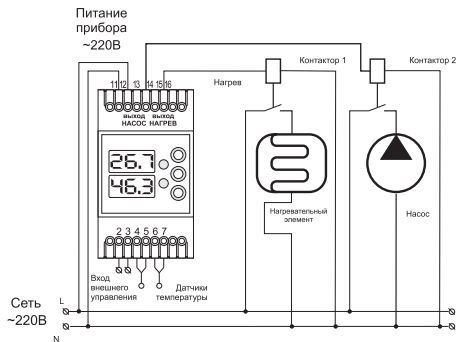 Питание
прибора
~220В
Контактор 1
Контактор 2
11 12 13 14 15 16
Нагрев
ВЫХОД ВЫХОД
НАСОС НАГРЕВ
26.7
46.3
Нагревательный
элемент
Насос
2 3 4 5 6 7
Вход
внешнего
управления
Датчики
температуры
Сеть
~220В
L
N